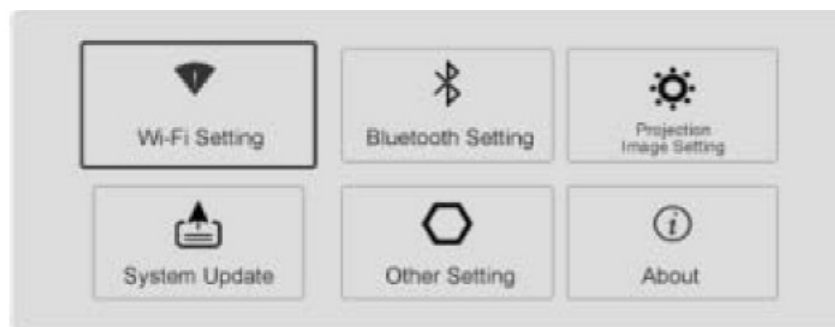 Wi-Fi Setting
Bluetooth Setting
Projection
Image Setting
System Update
Other Setting
About